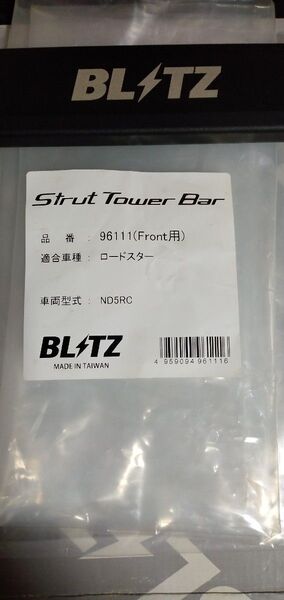 BLITZ
Strut Tower Bar
品 番 : 96111(Front用)
適合車種 : ロードスター
車両型式 : ND5RC
BLITZ
MADE IN TAIWAN
4 959094 961116